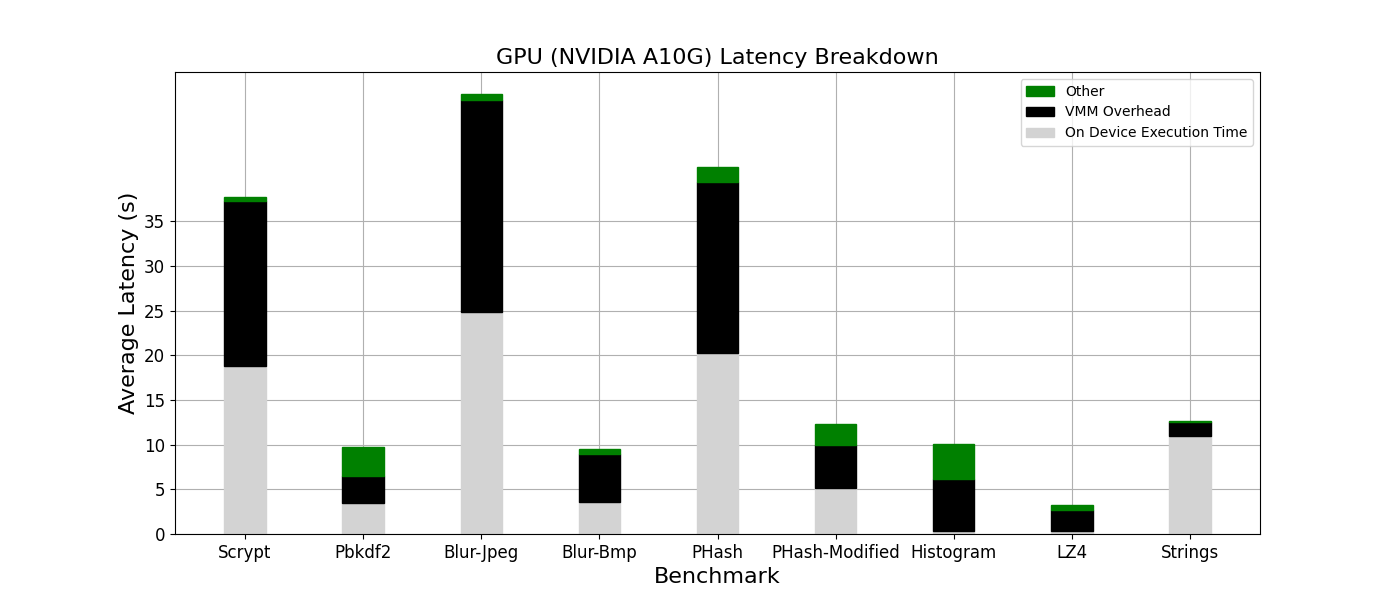 GPU (NVIDIA A10G) Latency Breakdown
Other
VMM Overhead
On Device Execution Time
Average Latency (s)
35
30
25
20
15
10
5
0
Scrypt Pbkdf2 Blur-Jpeg Blur-Bmp PHash PHash-Modified Histogram LZ4 Strings
Benchmark